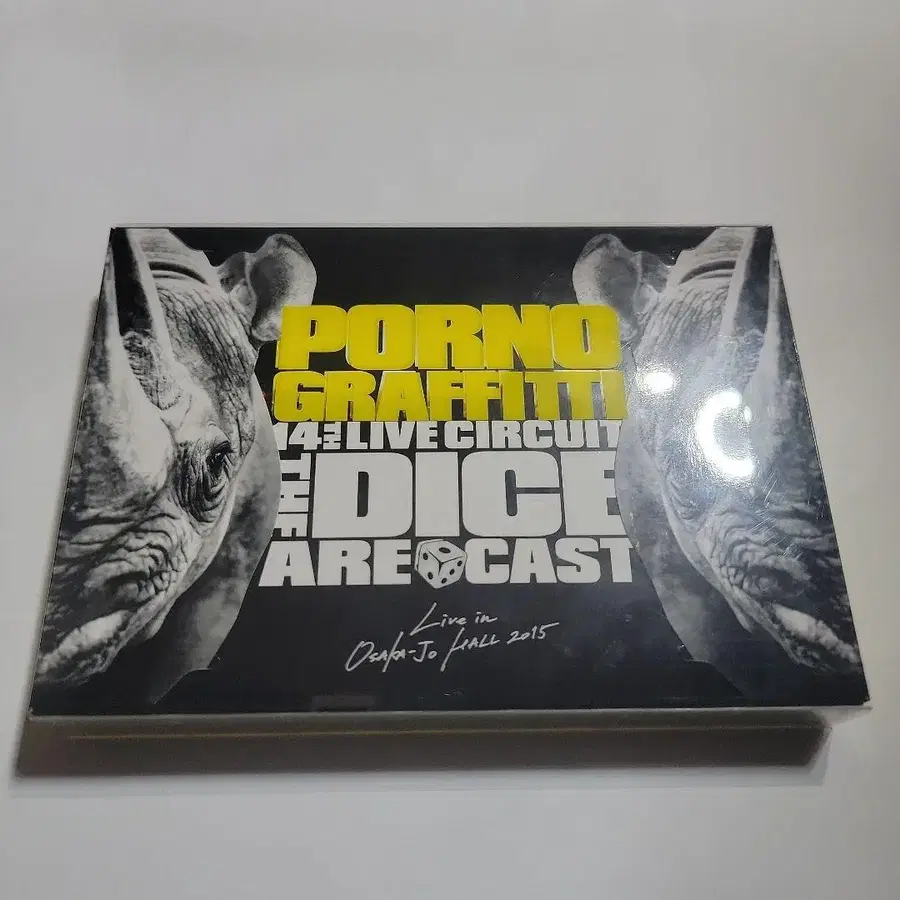 PORNO
GRAFFITTI
14TH LIVE CIRCUIT
THE DICE
ARE CAST
Live in
OSAKA-JO HALL 2015